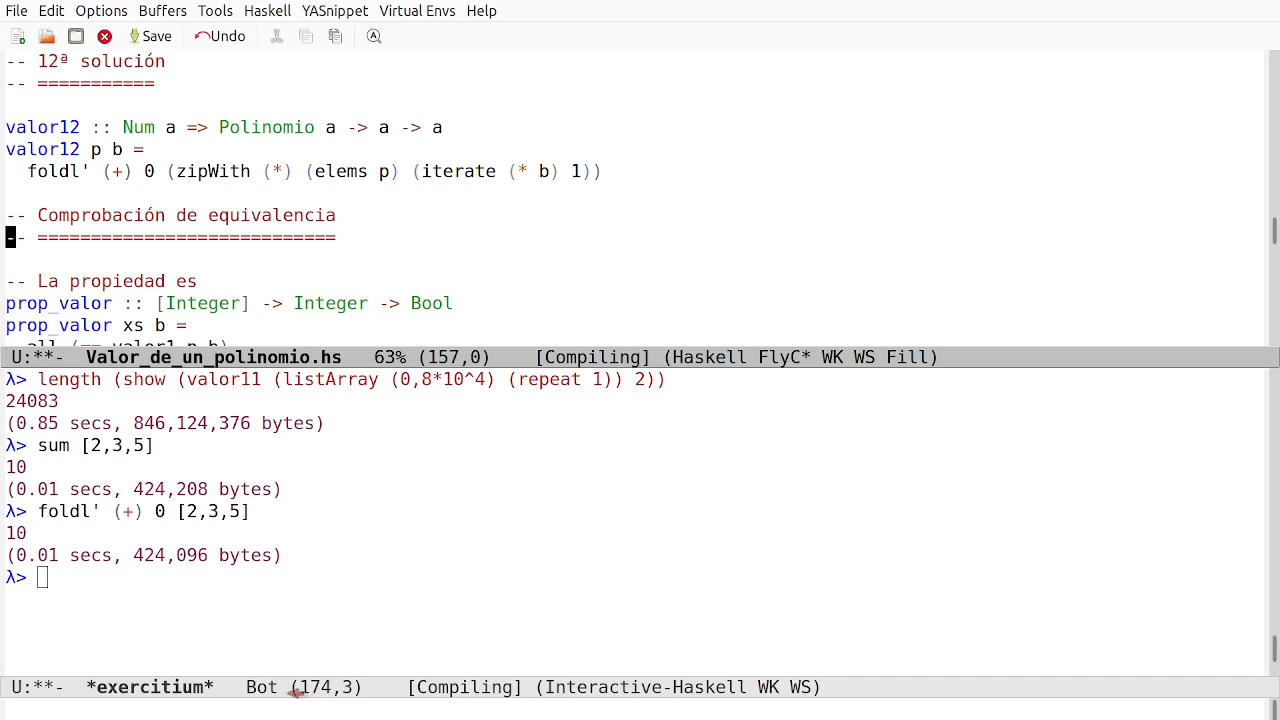 File Edit Options Buffers Tools Haskell YASnippet Virtual Envs Help
Save Undo
-- 12ª solución
-- ===========
valor12 :: Num a => Polinomio a -> a -> a
valor12 p b =
  foldl' (+) 0 (zipWith (*) (elems p) (iterate (* b) 1))
-- Comprobación de equivalencia
-- ============================
-- La propiedad es
prop_valor :: [Integer] -> Integer -> Bool
prop_valor xs b =
  all (== valor1 p b)
U:**-  Valor_de_un_polinomio.hs   63% (157,0)    [Compiling] (Haskell FlyC* WK WS Fill)
λ> length (show (valor11 (listArray (0,8*10^4) (repeat 1)) 2))
24083
(0.85 secs, 846,124,376 bytes)
λ> sum [2,3,5]
10
(0.01 secs, 424,208 bytes)
λ> foldl' (+) 0 [2,3,5]
10
(0.01 secs, 424,096 bytes)
λ>
U:**-  *exercitium*   Bot (174,3)    [Compiling] (Interactive-Haskell WK WS)